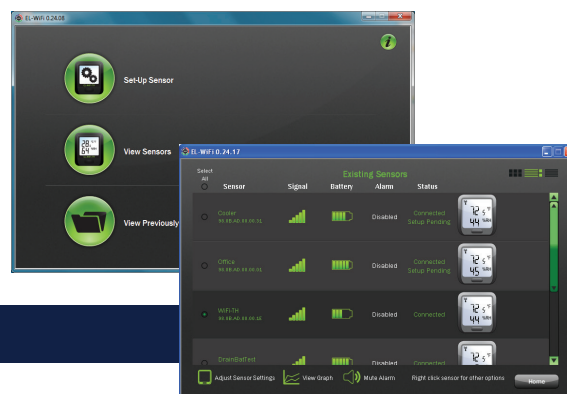 EL-WiFi 0.24.08
Set-Up Sensor
View Sensors
View Previously
EL-WiFi 0.24.17
Existing Sensors
Select All
Sensor Signal Battery Alarm Status
Cooler Disabled Connected
Setup Pending
Office Disabled Connected
Setup Pending
WiFi-TH Disabled Connected
DrainBatTest Disabled Connected
Adjust Sensor Settings View Graph Mute Alarm Right click sensor for other options Home